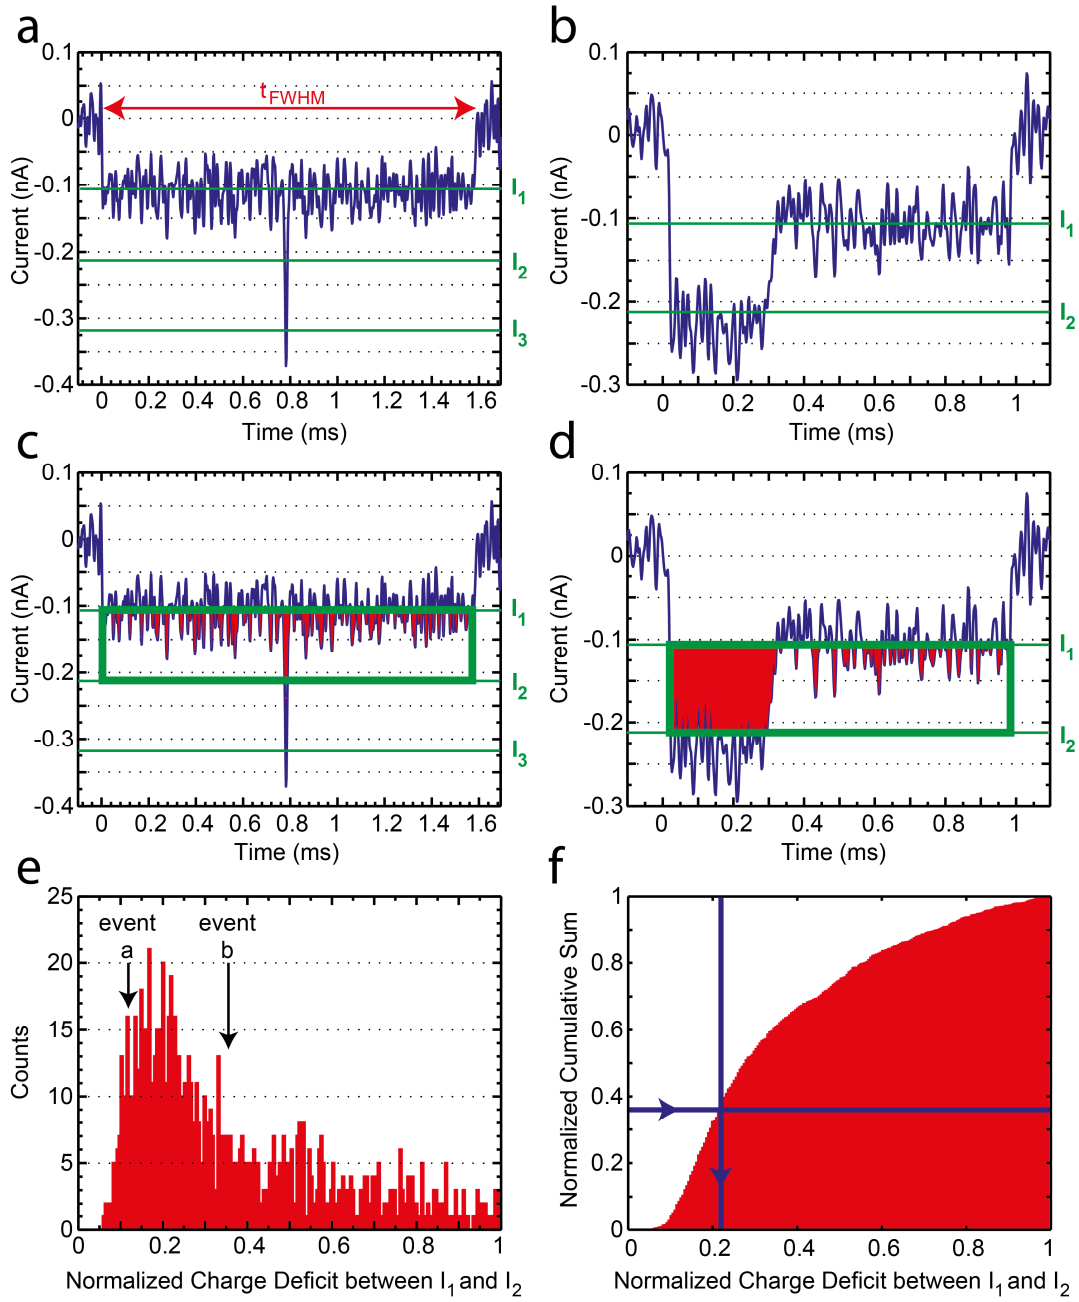 a
b
0.1
0
-0.1
-0.2
-0.3
-0.4
Current (nA)
tFWHM
I1
I2
I3
0 0.2 0.4 0.6 0.8 1 1.2 1.4 1.6
Time (ms)
0.1
0
-0.1
-0.2
-0.3
Current (nA)
I1
I2
0 0.2 0.4 0.6 0.8 1
Time (ms)
c
d
0.1
0
-0.1
-0.2
-0.3
-0.4
Current (nA)
I1
I2
I3
0 0.2 0.4 0.6 0.8 1 1.2 1.4 1.6
Time (ms)
0.1
0
-0.1
-0.2
-0.3
Current (nA)
I1
I2
0 0.2 0.4 0.6 0.8 1
Time (ms)
e
f
25
20
15
10
5
0
Counts
event
a
event
b
0 0.2 0.4 0.6 0.8 1
Normalized Charge Deficit between I1 and I2
1
0.8
0.6
0.4
0.2
0
Normalized Cumulative Sum
0 0.2 0.4 0.6 0.8 1
Normalized Charge Deficit between I1 and I2